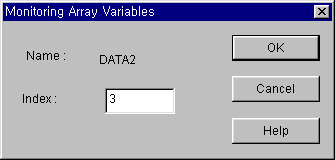 Monitoring Array Variables
Name : DATA2
OK
Index : 3
Cancel
Help